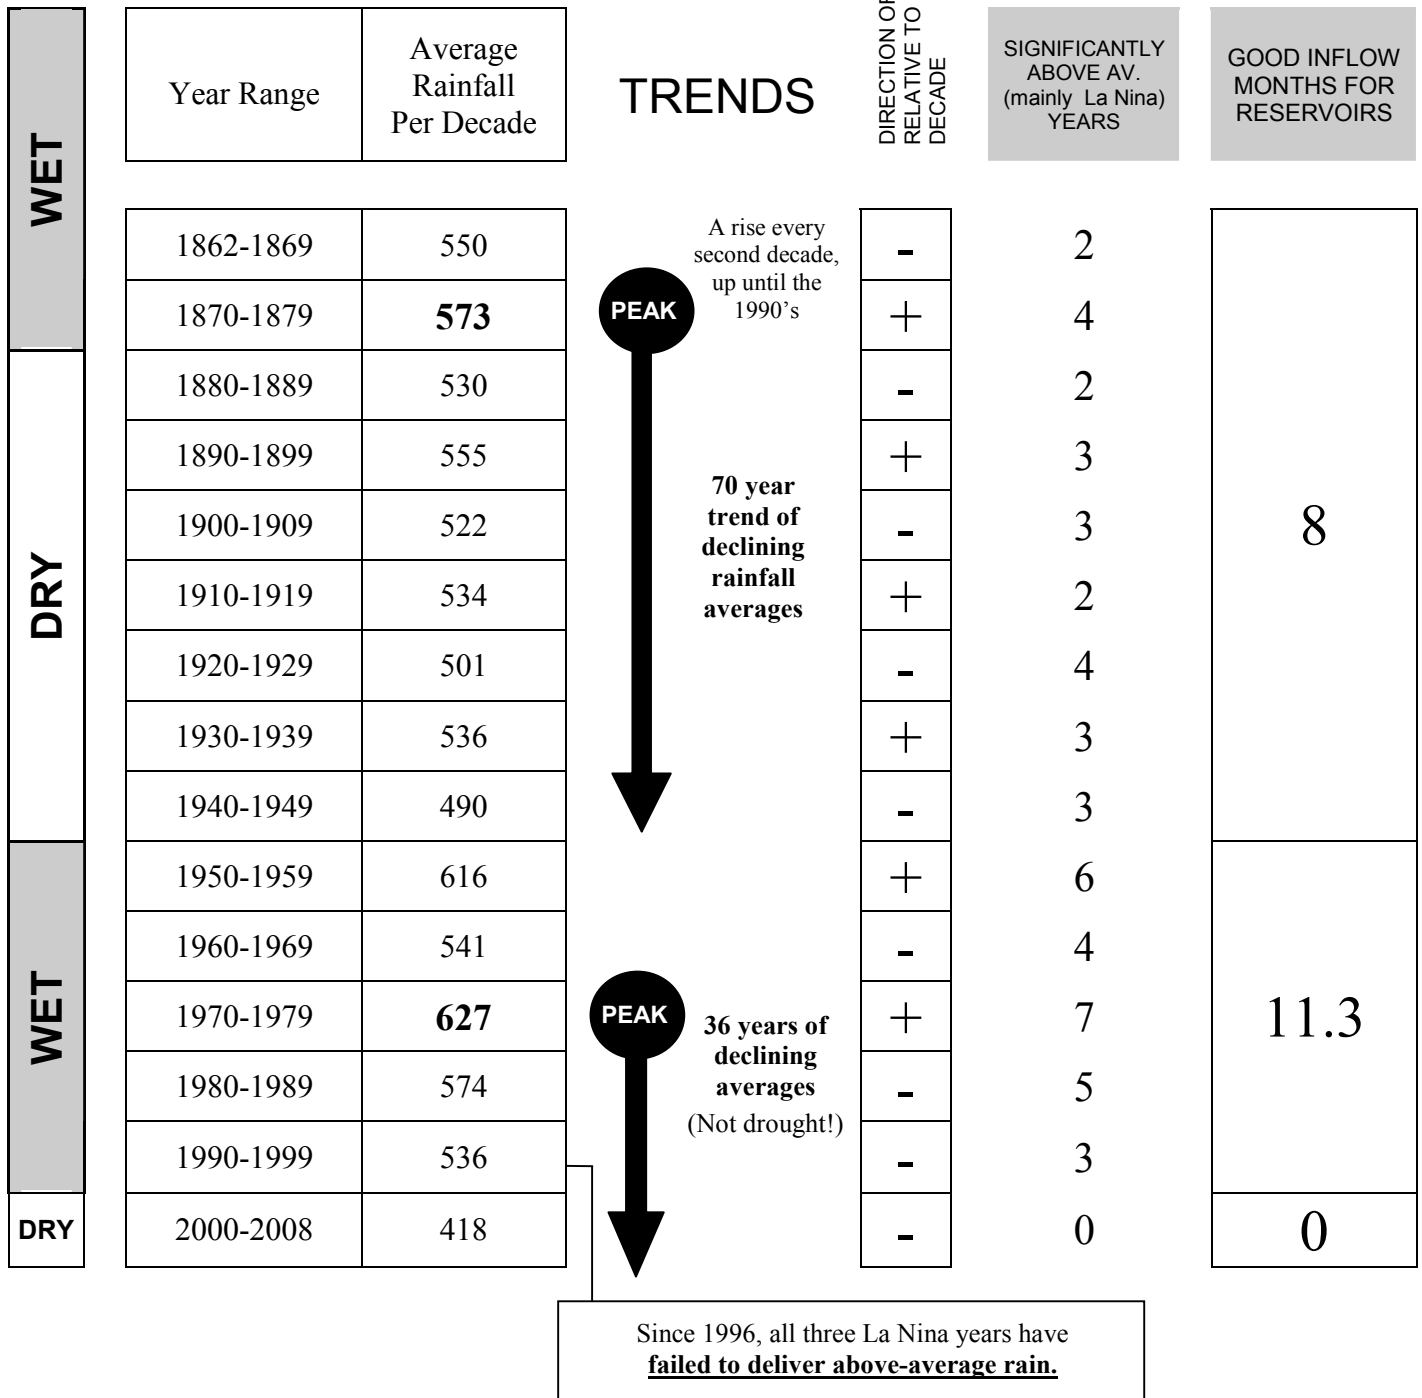 WET
DRY
WET
DRY
Year Range
Average
Rainfall
Per Decade
TRENDS
DIRECTION OF
RELATIVE TO
DECADE
SIGNIFICANTLY
ABOVE AV.
(mainly La Nina)
YEARS
GOOD INFLOW
MONTHS FOR
RESERVOIRS
1862-1869 550 - 2
1870-1879 573 + 4
1880-1889 530 - 2
1890-1899 555 + 3
1900-1909 522 - 3
1910-1919 534 + 2
1920-1929 501 - 4
1930-1939 536 + 3
1940-1949 490 - 3
1950-1959 616 + 6
1960-1969 541 - 4
1970-1979 627 + 7
1980-1989 574 - 5
1990-1999 536 - 3
2000-2008 418 - 0
A rise every
second decade,
up until the
1990’s
PEAK
70 year
trend of
declining
rainfall
averages
PEAK
36 years of
declining
averages
(Not drought!)
8
11.3
0
Since 1996, all three La Nina years have
failed to deliver above-average rain.